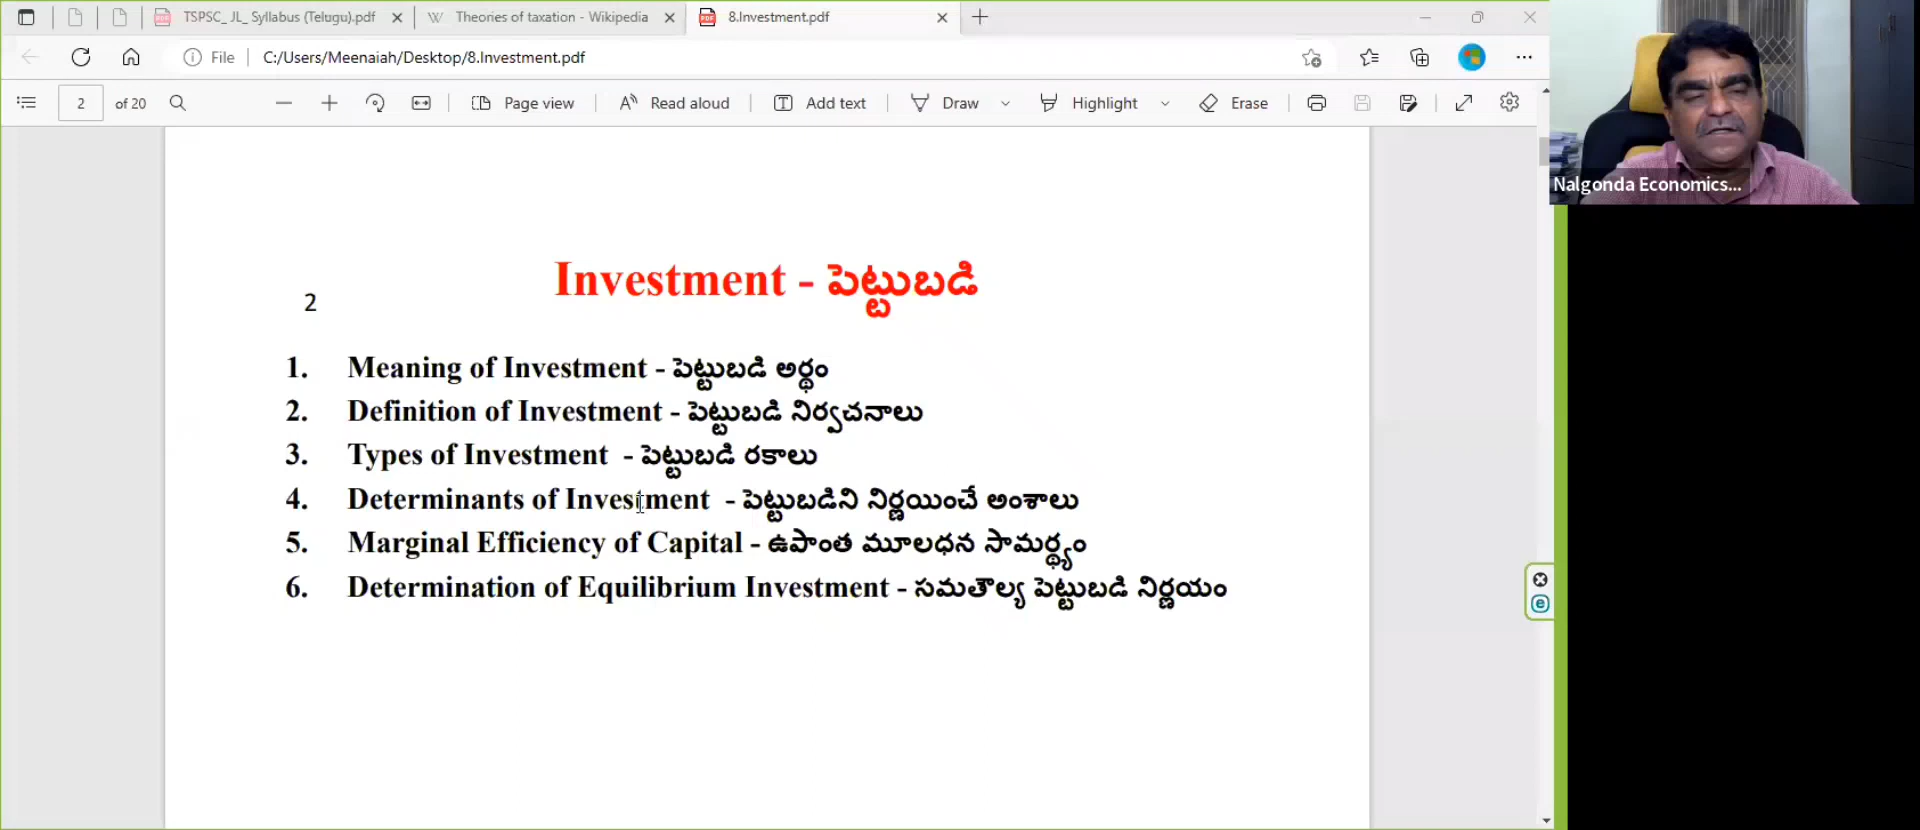 TSPSC_ JL_ Syllabus (Telugu).pdf
Theories of taxation - Wikipedia
8.Investment.pdf
File C:/Users/Meenaiah/Desktop/8.Investment.pdf
2 of 20 Page view Read aloud Add text Draw Highlight Erase
Nalgonda Economics...
Investment - పెట్టుబడి
2
1. Meaning of Investment - పెట్టుబడి అర్థం
2. Definition of Investment - పెట్టుబడి నిర్వచనాలు
3. Types of Investment - పెట్టుబడి రకాలు
4. Determinants of Investment - పెట్టుబడిని నిర్ణయించే అంశాలు
5. Marginal Efficiency of Capital - ఉపాంత మూలధన సామర్థ్యం
6. Determination of Equilibrium Investment - సమతౌల్య పెట్టుబడి నిర్ణయం